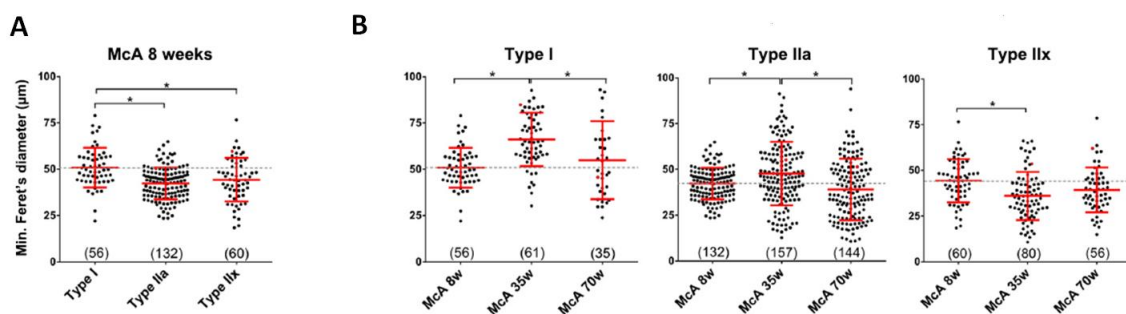 A
B
McA 8 weeks
Min. Feret's diameter (µm)
100
75
50
25
0
*
*
(56) (132) (60)
Type I
Type IIa
Type IIx
Type I
100
75
50
25
0
* *
(56) (61) (35)
McA 8w
McA 35w
McA 70w
Type IIa
100
75
50
25
0
* *
(132) (157) (144)
McA 8w
McA 35w
McA 70w
Type IIx
100
75
50
25
0
*
(60) (80) (56)
McA 8w
McA 35w
McA 70w